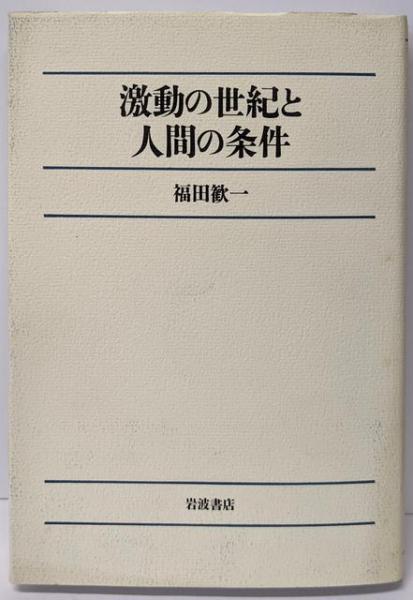 激動の世紀と
人間の条件
福田歓一
岩波書店